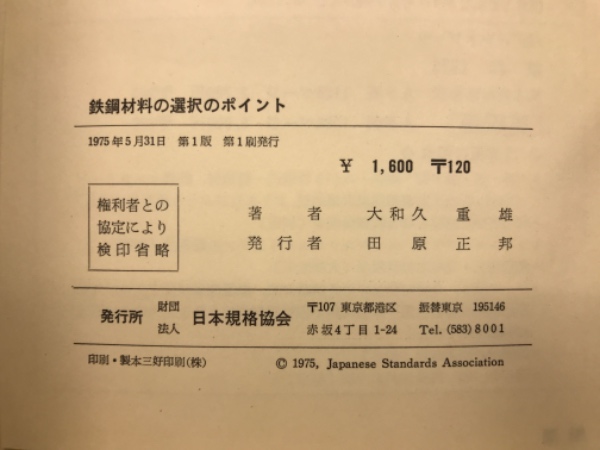 鉄鋼材料の選択のポイント
1975年5月31日 第1版 第1刷発行
¥ 1,600 〒120
権利者との
協定により
検印省略
著者 大和久重雄
発行者 田原正邦
発行所 財団法人 日本規格協会
〒107 東京都港区 振替東京 195146
赤坂4丁目1-24 Tel. (583) 8001
印刷・製本三好印刷(株)
© 1975, Japanese Standards Association